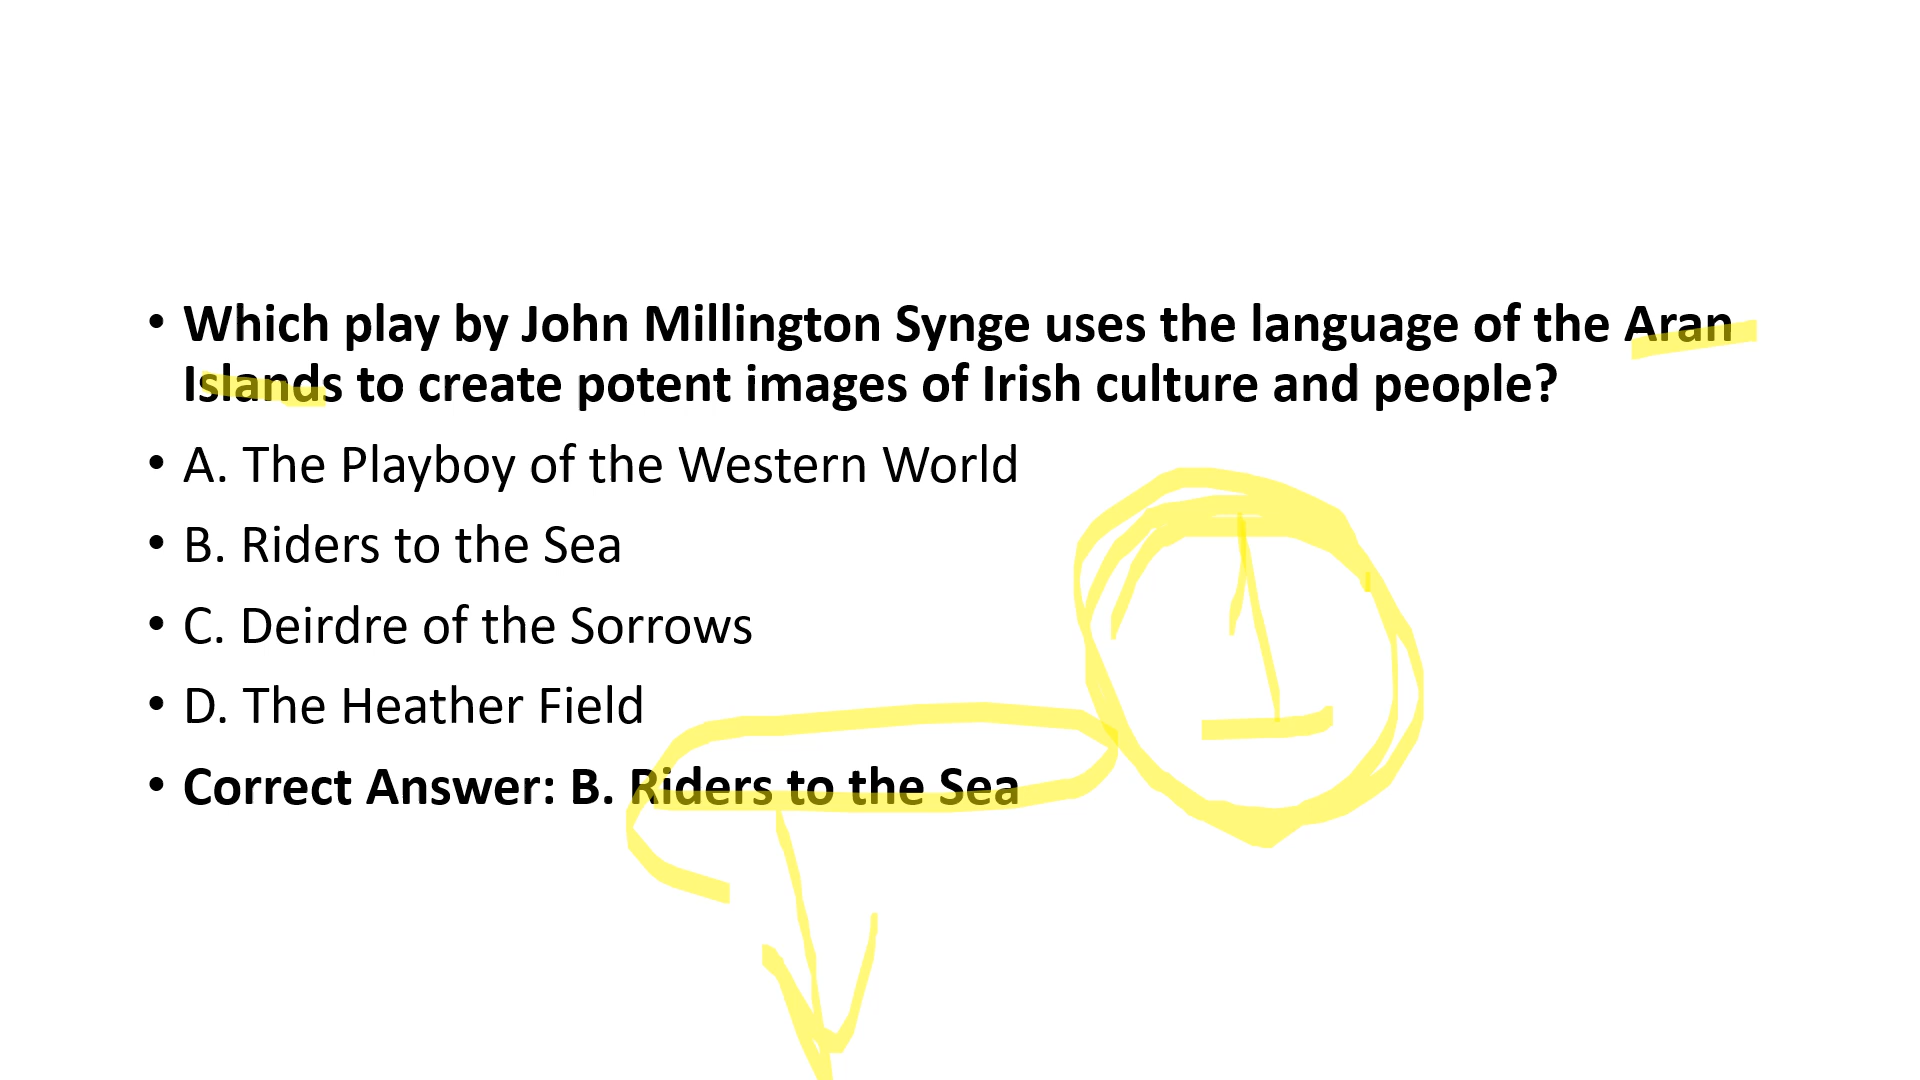 • Which play by John Millington Synge uses the language of the Aran
Islands to create potent images of Irish culture and people?
• A. The Playboy of the Western World
• B. Riders to the Sea
• C. Deirdre of the Sorrows
• D. The Heather Field
• Correct Answer: B. Riders to the Sea
1